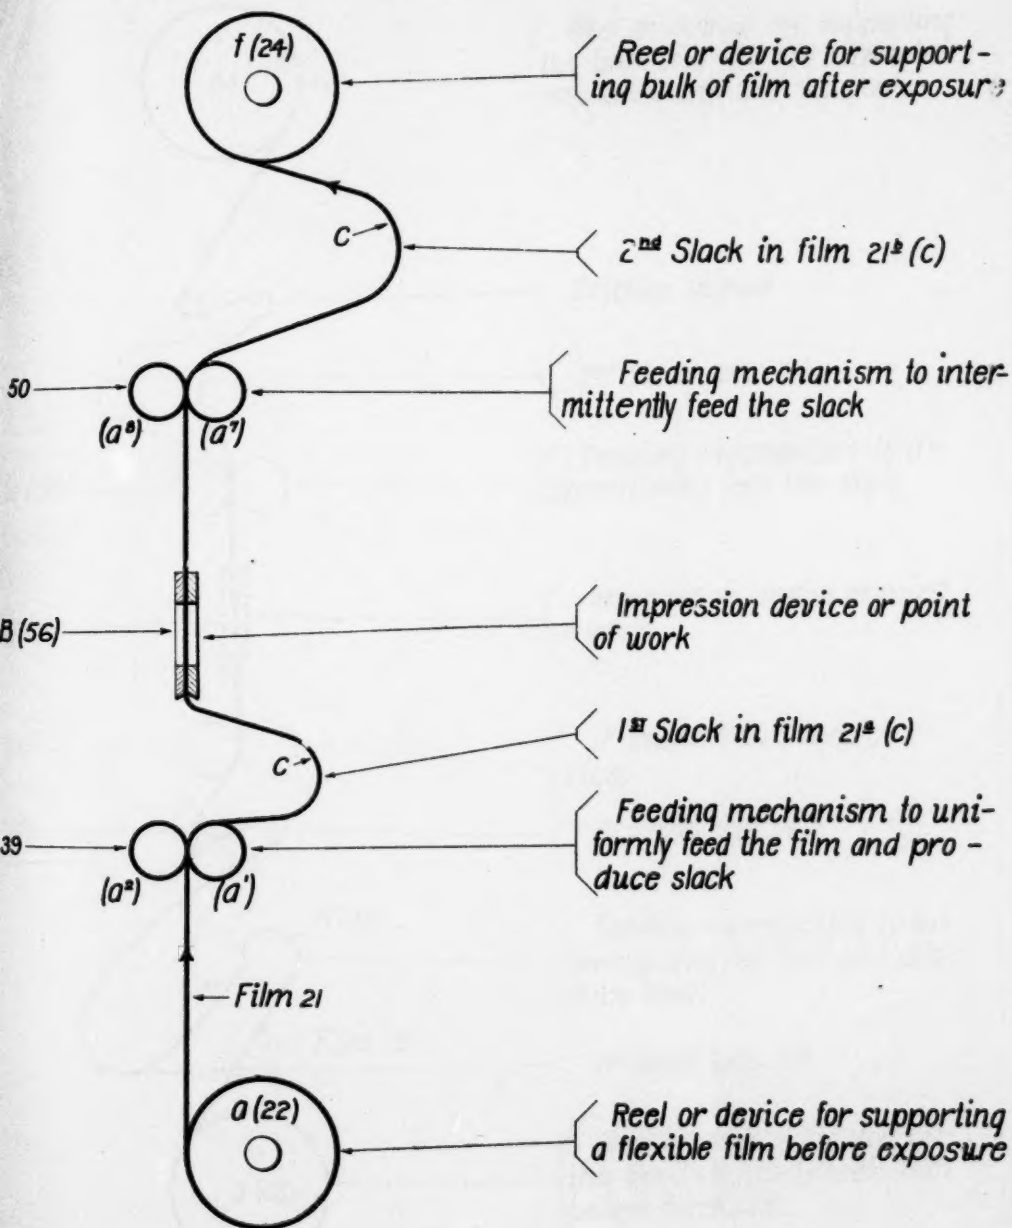 f (24)
Reel or device for support-
ing bulk of film after exposure
C
2nd Slack in film 21b (c)
50
(a8)
(a7)
Feeding mechanism to inter-
mittently feed the slack
B (56)
Impression device or point
of work
1st Slack in film 21a (c)
C
39
(a2)
(a')
Feeding mechanism to uni-
formly feed the film and pro-
duce slack
Film 21
a (22)
Reel or device for supporting
a flexible film before exposure